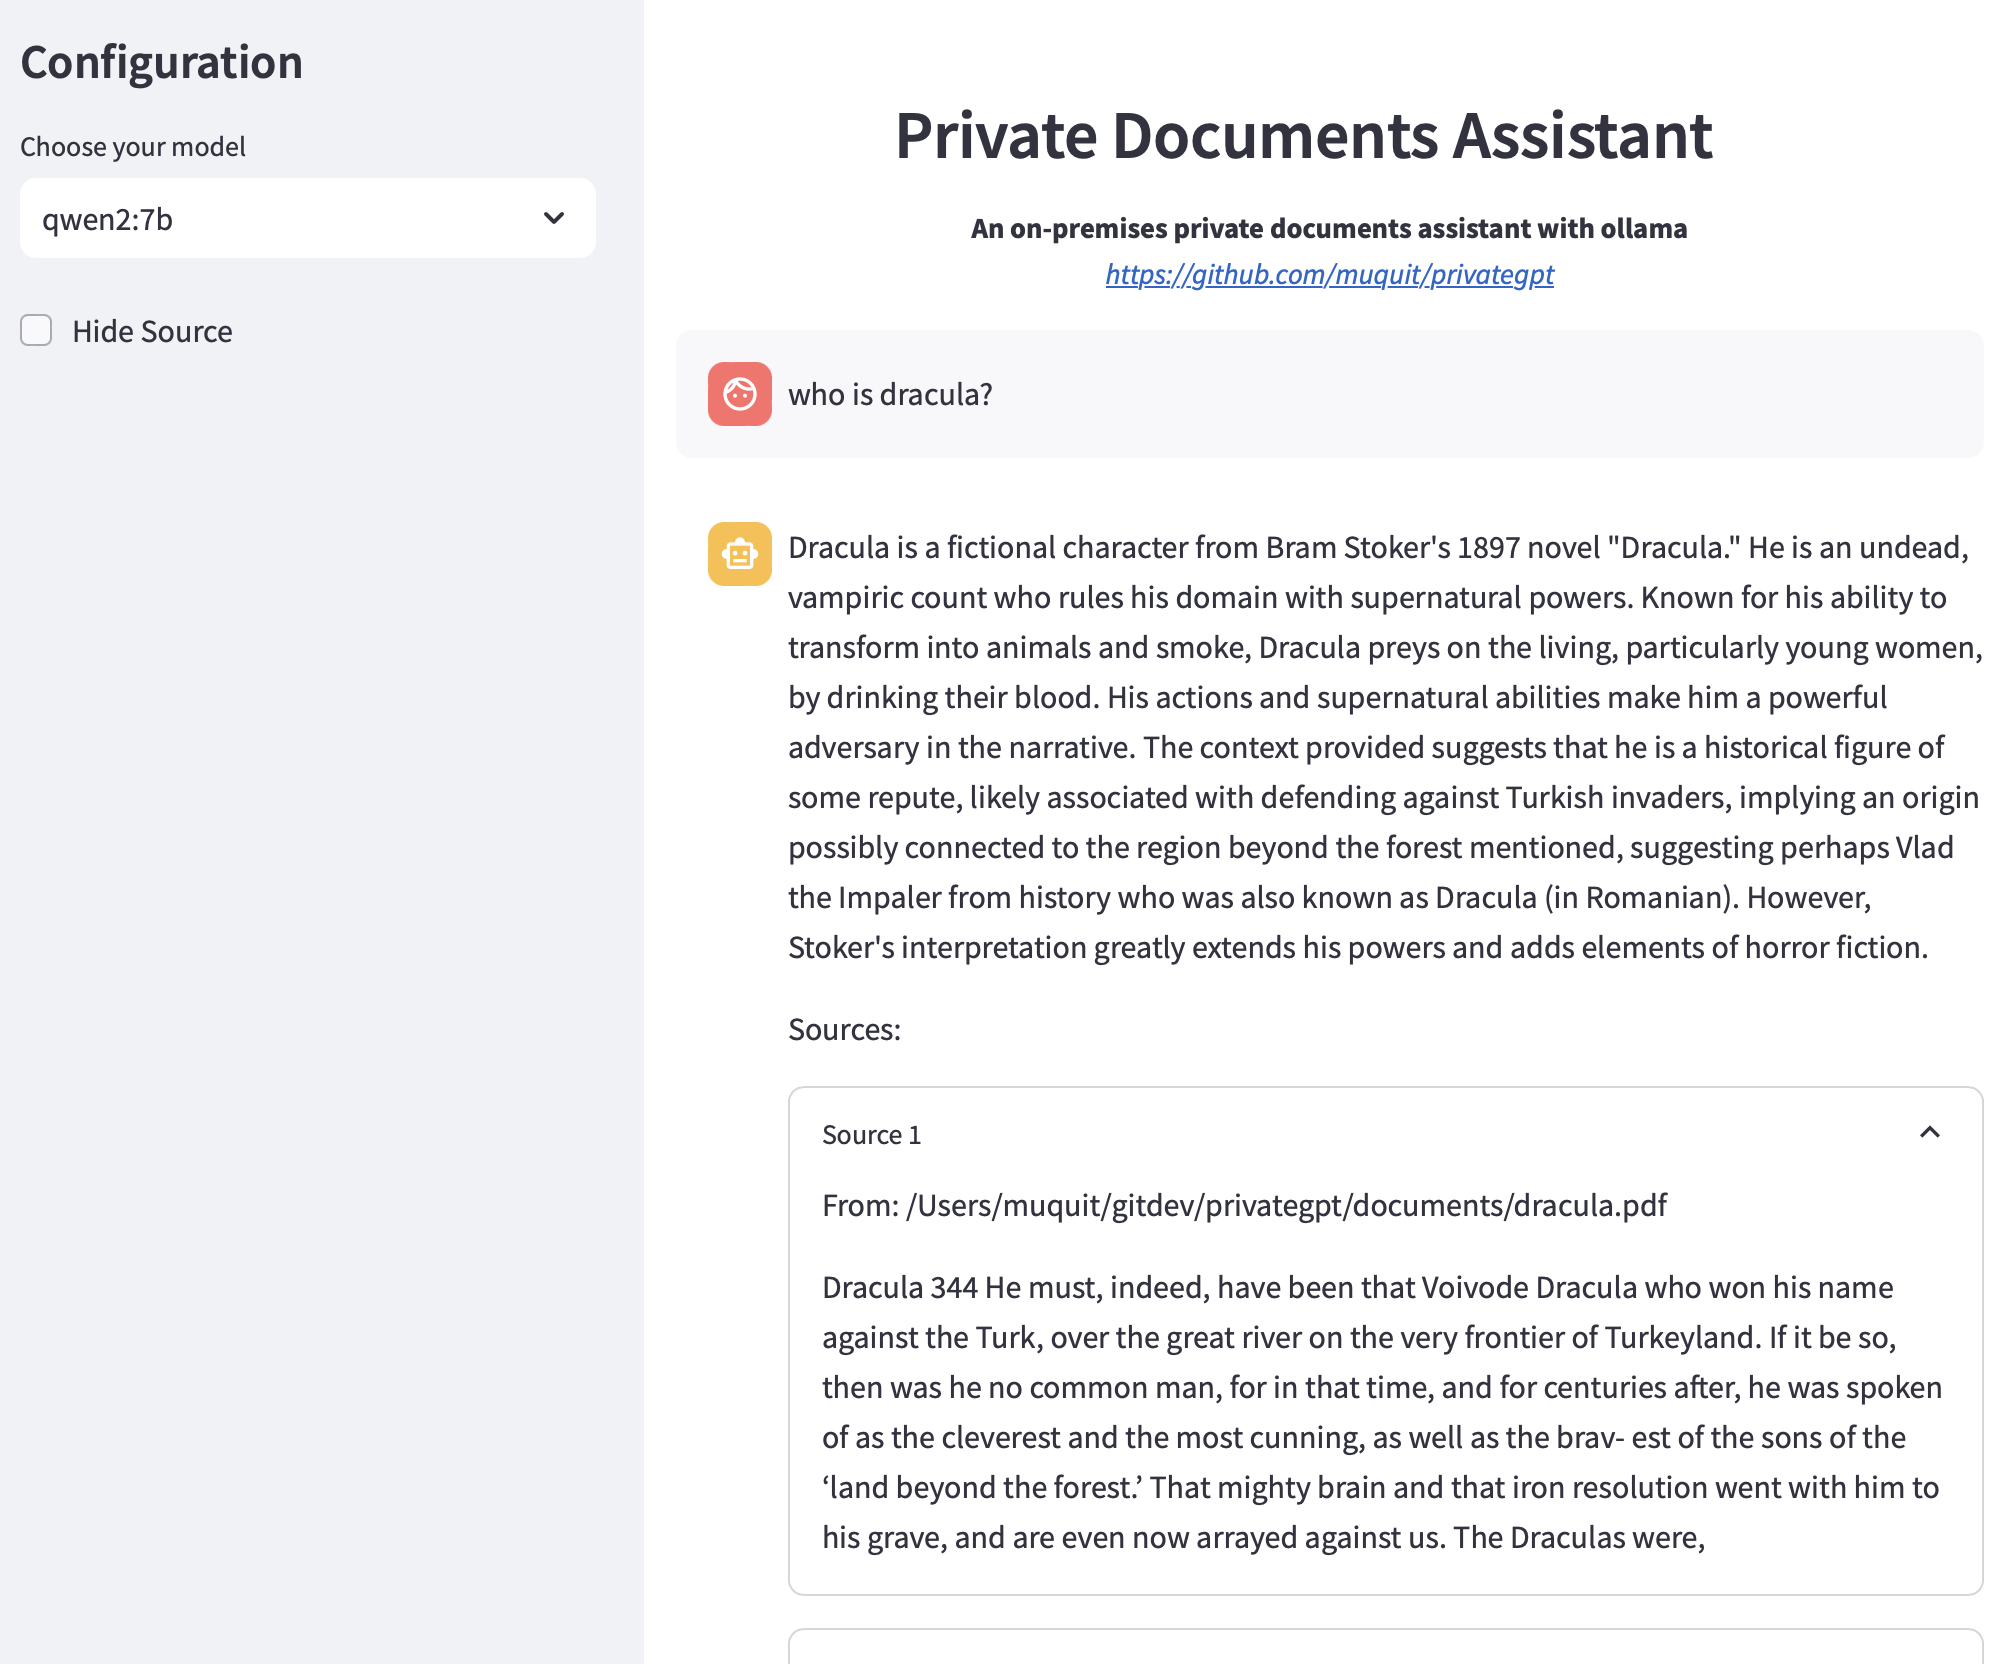 Configuration
Choose your model
qwen2:7b
Hide Source
Private Documents Assistant
An on-premises private documents assistant with ollama
https://github.com/muquit/privategpt
who is dracula?
Dracula is a fictional character from Bram Stoker's 1897 novel "Dracula." He is an undead,
vampiric count who rules his domain with supernatural powers. Known for his ability to
transform into animals and smoke, Dracula preys on the living, particularly young women,
by drinking their blood. His actions and supernatural abilities make him a powerful
adversary in the narrative. The context provided suggests that he is a historical figure of
some repute, likely associated with defending against Turkish invaders, implying an origin
possibly connected to the region beyond the forest mentioned, suggesting perhaps Vlad
the Impaler from history who was also known as Dracula (in Romanian). However,
Stoker's interpretation greatly extends his powers and adds elements of horror fiction.
Sources:
Source 1
From: /Users/muquit/gitdev/privategpt/documents/dracula.pdf
Dracula 344 He must, indeed, have been that Voivode Dracula who won his name
against the Turk, over the great river on the very frontier of Turkeyland. If it be so,
then was he no common man, for in that time, and for centuries after, he was spoken
of as the cleverest and the most cunning, as well as the brav- est of the sons of the
‘land beyond the forest.’ That mighty brain and that iron resolution went with him to
his grave, and are even now arrayed against us. The Draculas were,